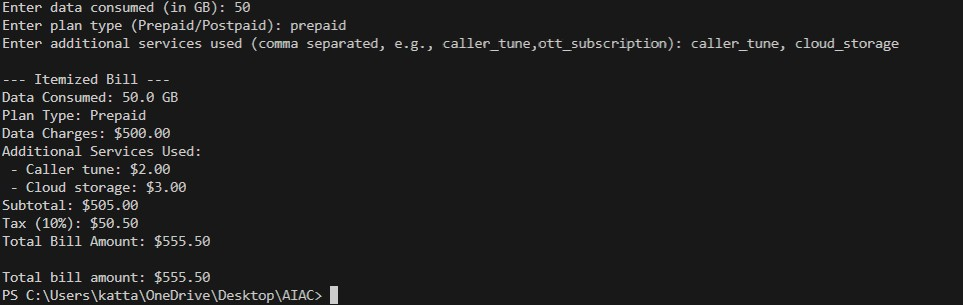 Enter data consumed (in GB): 50
Enter plan type (Prepaid/Postpaid): prepaid
Enter additional services used (comma separated, e.g., caller_tune,ott_subscription): caller_tune, cloud_storage
--- Itemized Bill ---
Data Consumed: 50.0 GB
Plan Type: Prepaid
Data Charges: $500.00
Additional Services Used:
 - Caller tune: $2.00
 - Cloud storage: $3.00
Subtotal: $505.00
Tax (10%): $50.50
Total Bill Amount: $555.50
Total bill amount: $555.50
PS C:\Users\katta\OneDrive\Desktop\AIAC>